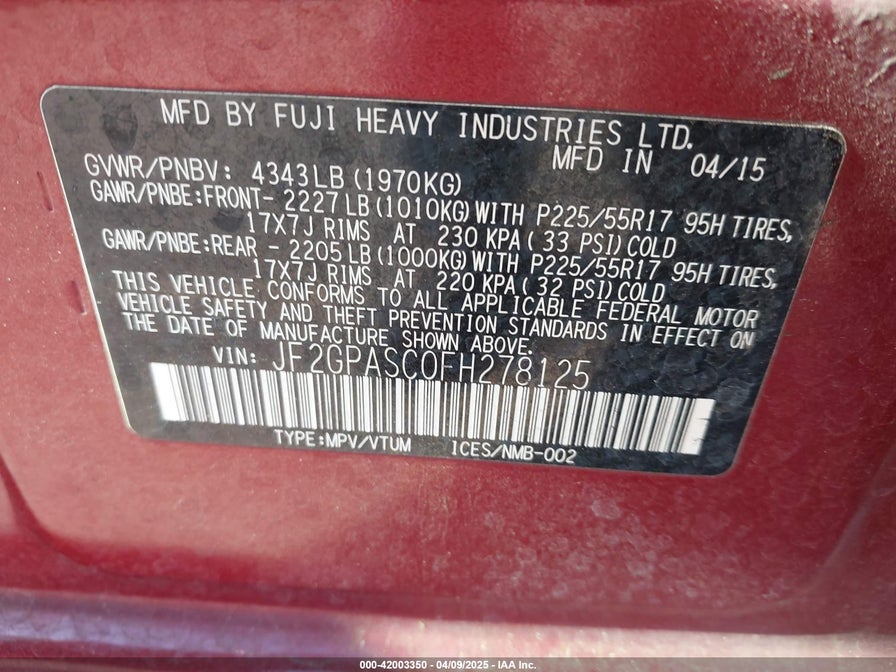 MFD BY FUJI HEAVY INDUSTRIES LTD.
MFD IN 04/15
GVWR/PNBV: 4343LB (1970KG)
GAWR/PNBE:FRONT- 2227LB(1010KG)WITH P225/55R17 95H TIRES,
17X7J RIMS AT 230 KPA(33 PSI)COLD
GAWR/PNBE:REAR - 2205LB(1000KG)WITH P225/55R17 95H TIRES,
17X7J RIMS AT 220 KPA(32 PSI)COLD
THIS VEHICLE CONFORMS TO ALL APPLICABLE FEDERAL MOTOR
VEHICLE SAFETY AND THEFT PREVENTION STANDARDS IN EFFECT ON
THE DATE OF MANUFACTURE SHOWN ABOVE.
VIN: JF2GPASC0FH278125
TYPE:MPV/VTUM ICES/NMB-002
000-42003350 | 04/09/2025 - IAA Inc.